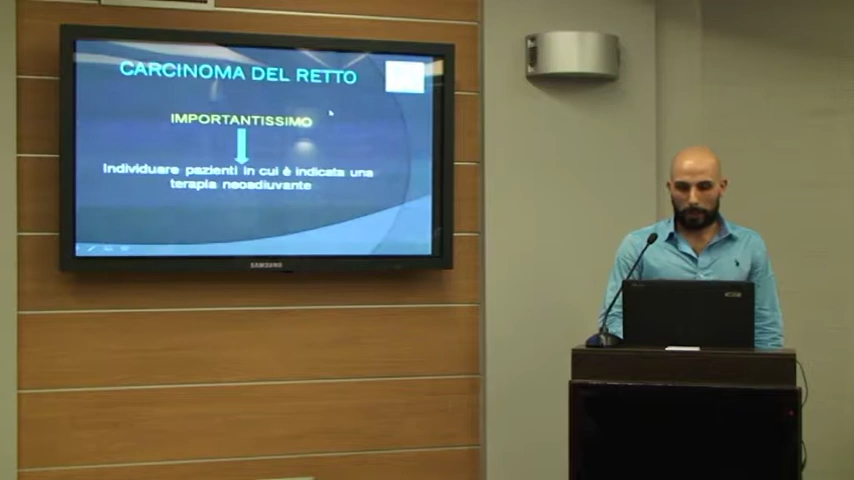 CARCINOMA DEL RETTO
IMPORTANTISSIMO
Individuare pazienti in cui è indicata una
terapia neoadiuvante
SAMSUNG